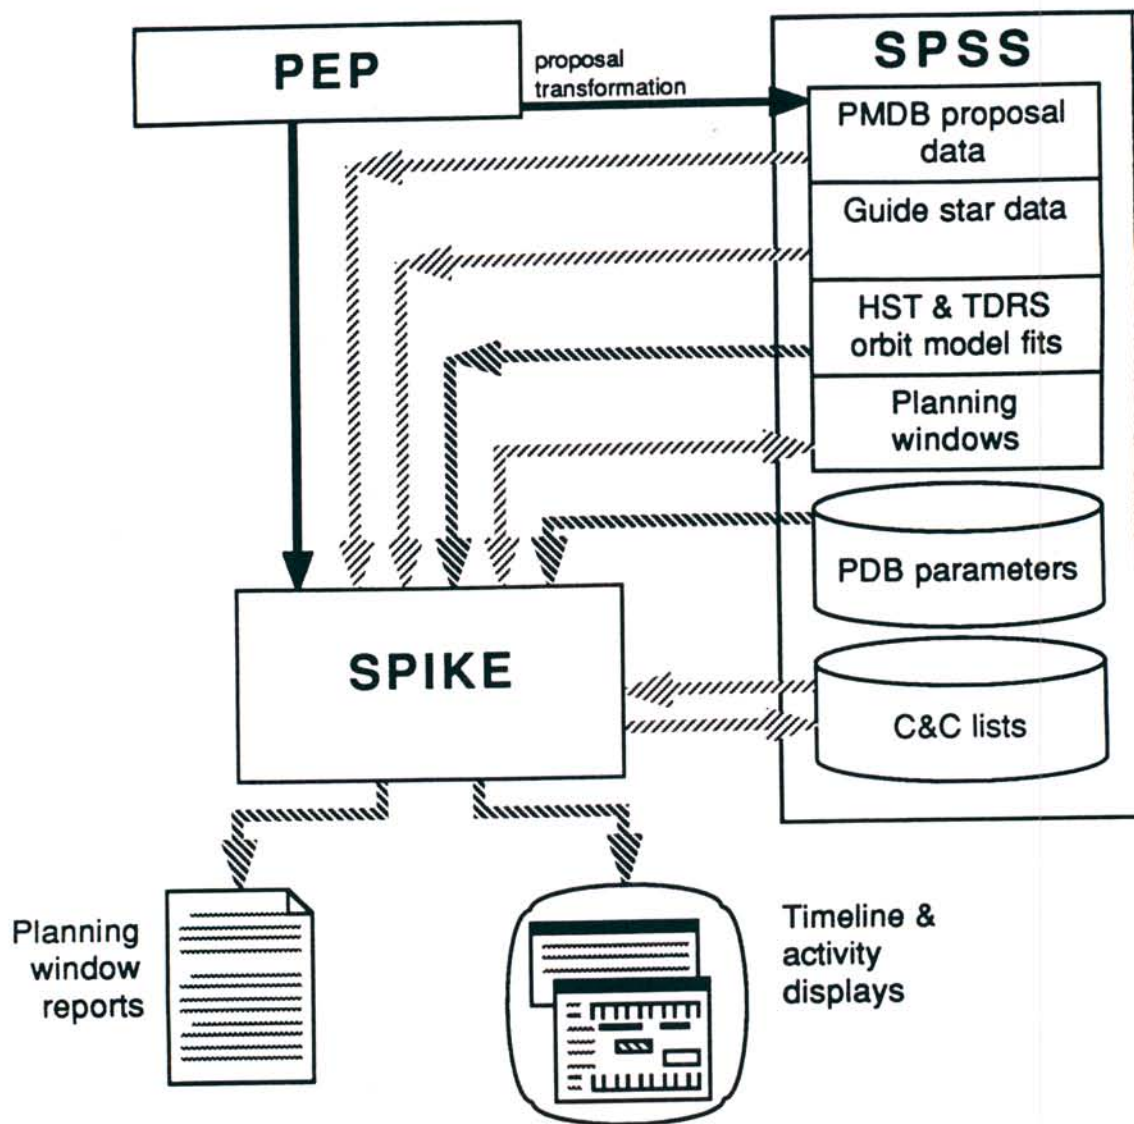 PEP
proposal
transformation
SPSS
PMDB proposal
data
Guide star data
HST & TDRS
orbit model fits
Planning
windows
PDB parameters
SPIKE
C&C lists
Planning
window
reports
Timeline &
activity
displays